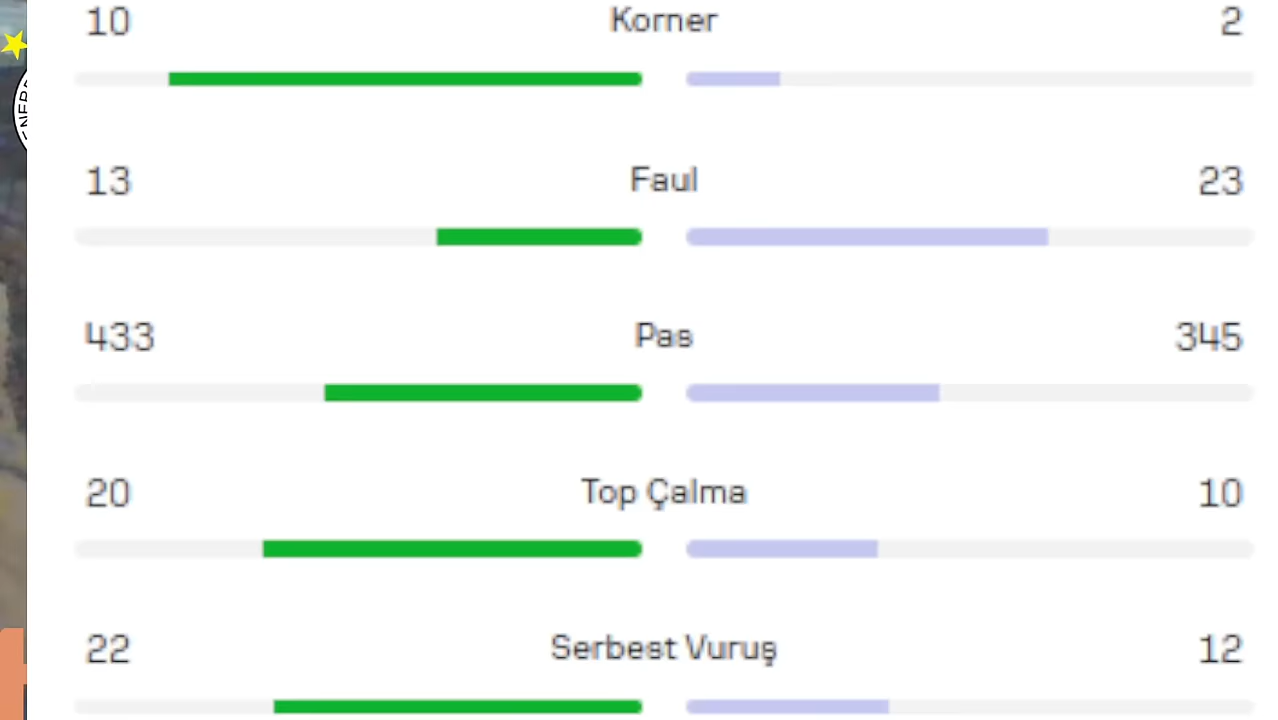 10 Korner 2
13 Faul 23
433 Pas 345
20 Top Çalma 10
22 Serbest Vuruş 12